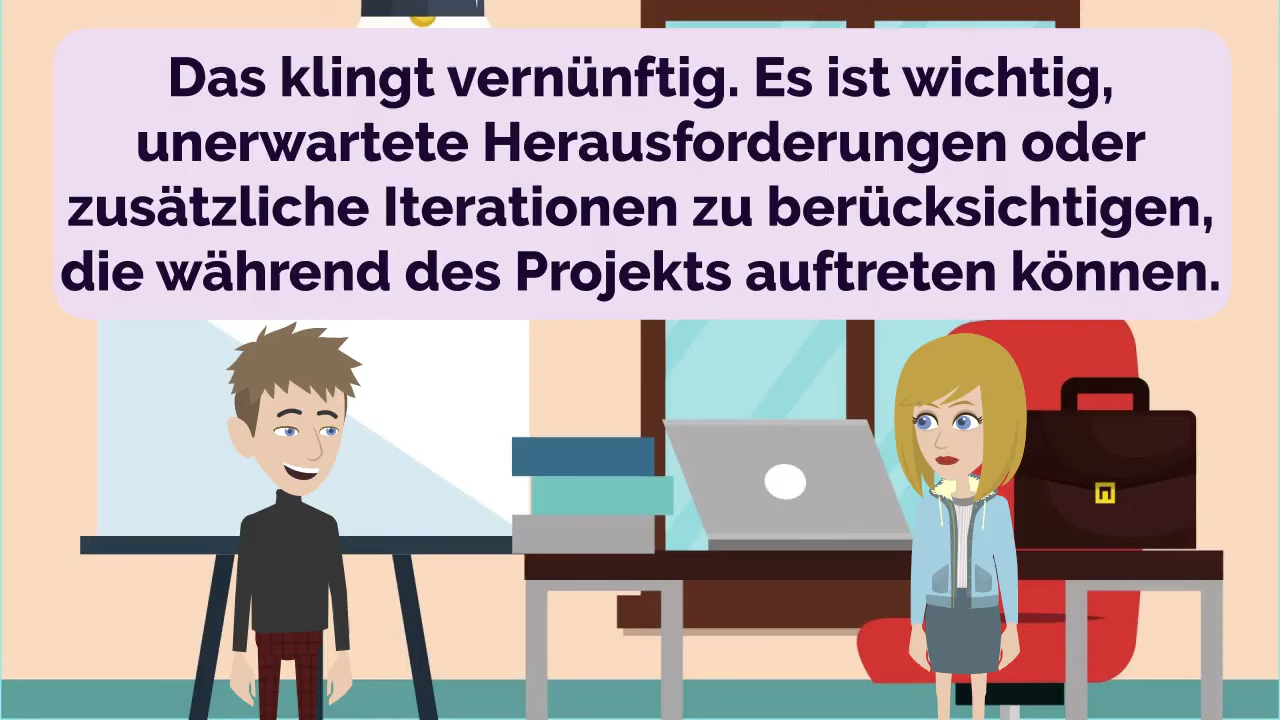 Das klingt vernünftig. Es ist wichtig,
unerwartete Herausforderungen oder
zusätzliche Iterationen zu berücksichtigen,
die während des Projekts auftreten können.